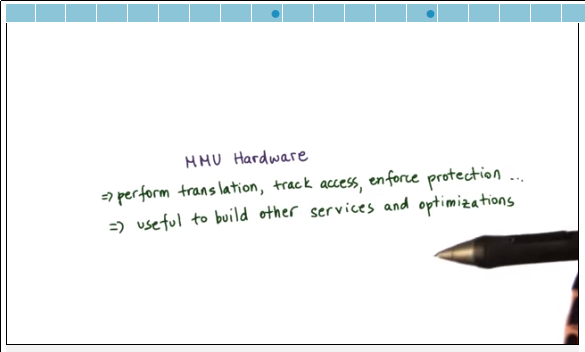 MMU Hardware
=> perform translation, track access, enforce protection ...
=> useful to build other services and optimizations